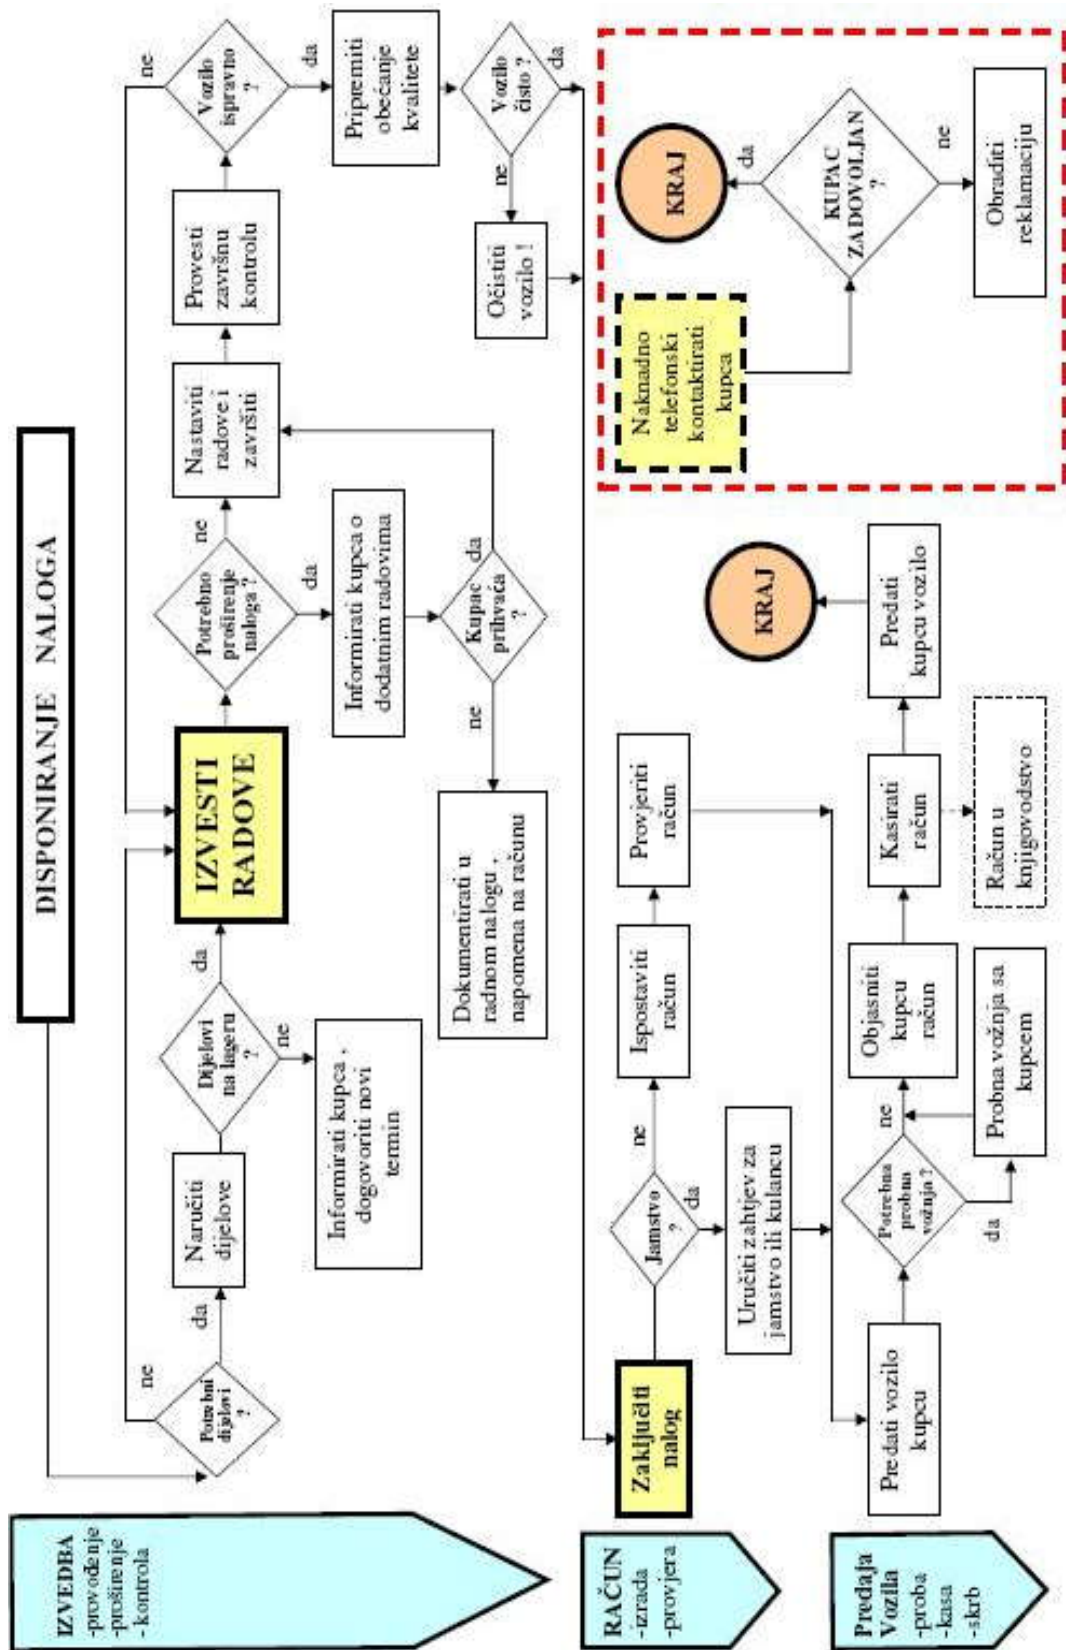 DISPONIRANJE NALOGA
IZVEDBA
-provođenje
-proširenje
-kontrola
Potrebni
dijelovi
?
ne
da
Naručiti
dijelove
Dijelovi
na lageru
?
da
ne
Informirati kupca ,
dogovoriti novi
termin
IZVESTI
RADOVE
Potrebno
proširenje
naloga ?
ne
da
Informirati kupca o
dodatnim radovima
Kupac
prihvaća
?
da
ne
Dokumentirati u
radnom nalogu ,
napomena na računu
Nastaviti
radove i
završiti
Provesti
završnu
kontrolu
Vozilo
ispravno
?
ne
da
Pripremiti
obećanje
kvalitete
Vozilo
čisto ?
ne
da
Očistiti
vozilo !
RAČUN
-izrada
-provjera
Zaključiti
nalog
Jamstvo
?
ne
da
Uručiti zahtjev za
jamstvo ili kulancu
Ispostaviti
račun
Provjeriti
račun
Predaja
Vozila
-proba
-kasa
-skrb
Predati vozilo
kupcu
Potrebna
probna
vožnja ?
ne
da
Probna vožnja sa
kupcem
Objasniti
kupcu
račun
Kasirati
račun
Račun u
knjigovodstvo
Predati
kupcu vozilo
KRAJ
Naknadno
telefonski
kontaktirati
kupca
KUPAC
ZADOVOLJAN
?
da
ne
KRAJ
Obraditi
reklamaciju